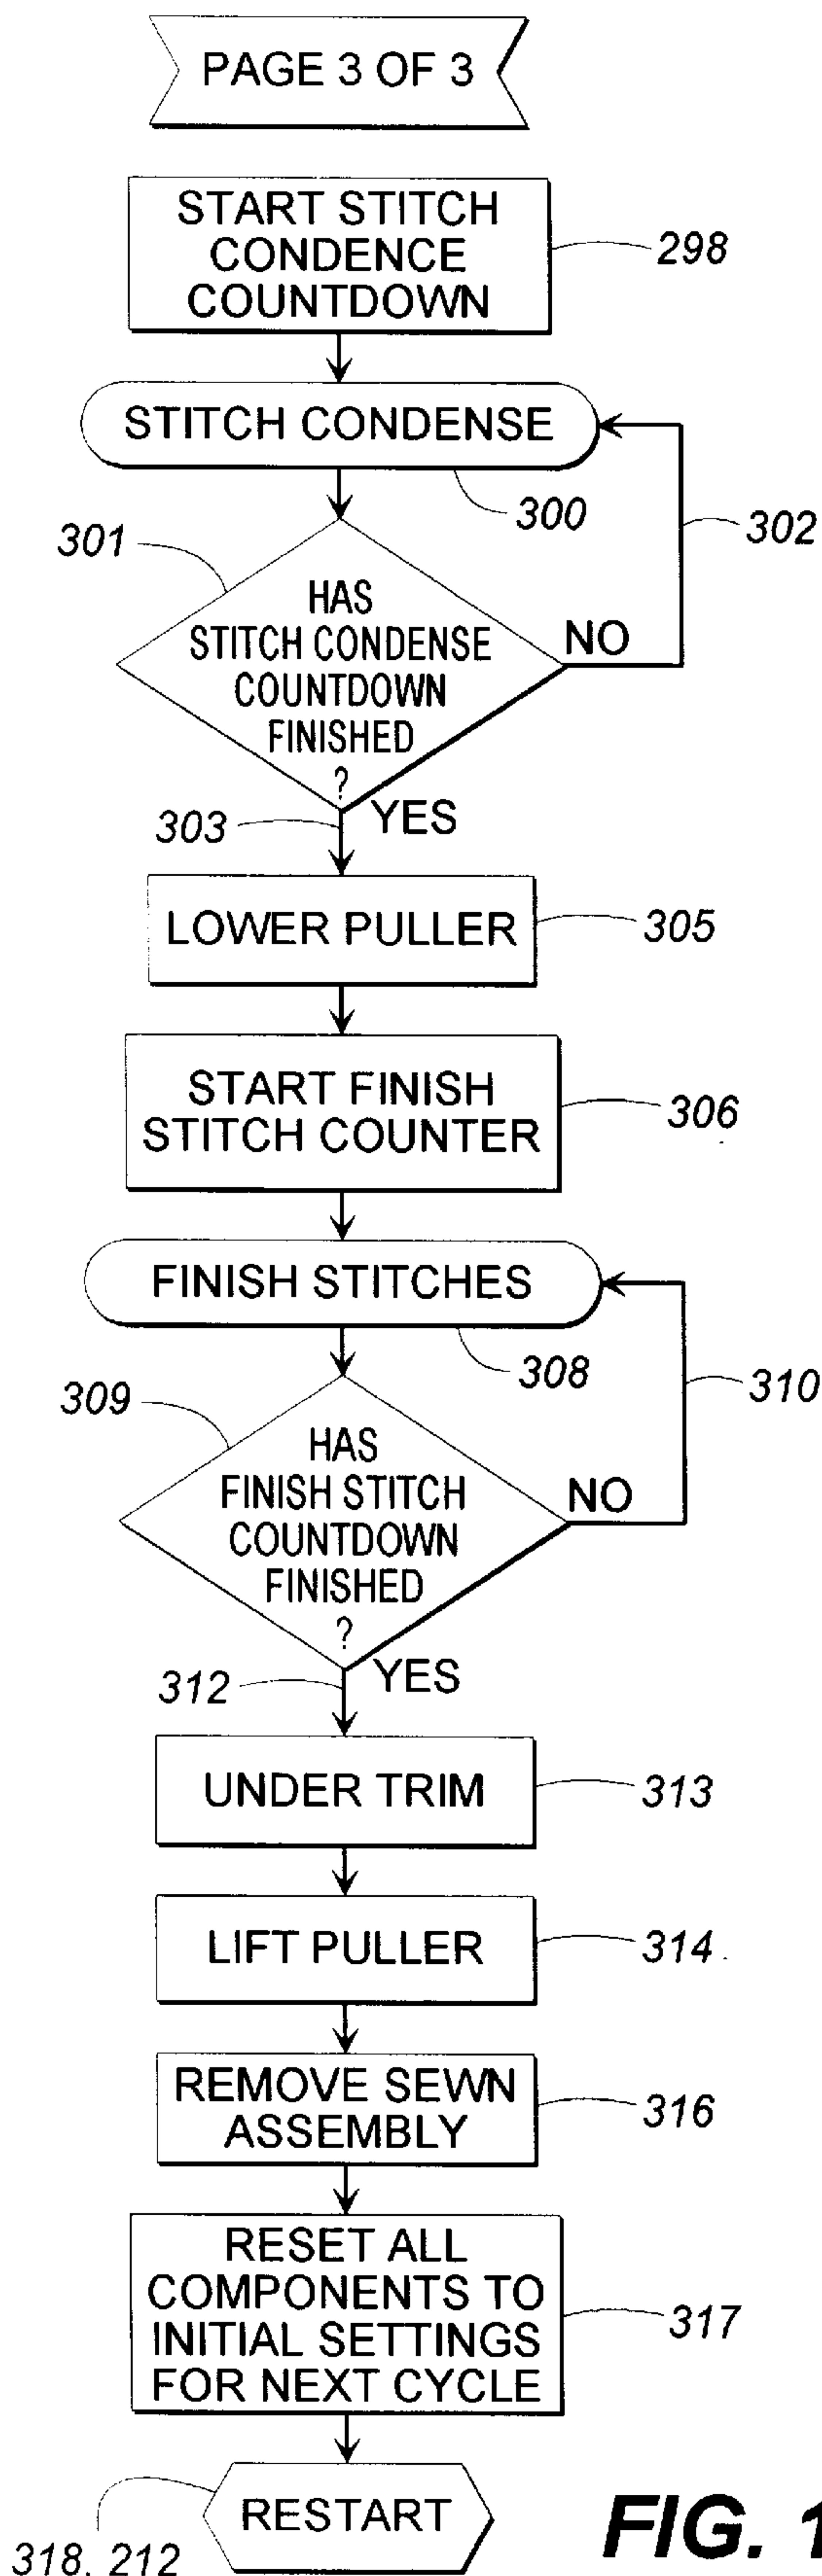 PAGE 3 OF 3
START STITCH
CONDENCE
COUNTDOWN
298
STITCH CONDENSE
300
302
301
HAS
STITCH CONDENSE
COUNTDOWN
FINISHED
?
NO
303
YES
LOWER PULLER
305
START FINISH
STITCH COUNTER
306
FINISH STITCHES
308
310
309
HAS
FINISH STITCH
COUNTDOWN
FINISHED
?
NO
312
YES
UNDER TRIM
313
LIFT PULLER
314
REMOVE SEWN
ASSEMBLY
316
RESET ALL
COMPONENTS TO
INITIAL SETTINGS
FOR NEXT CYCLE
317
RESTART
318, 212
FIG. 1